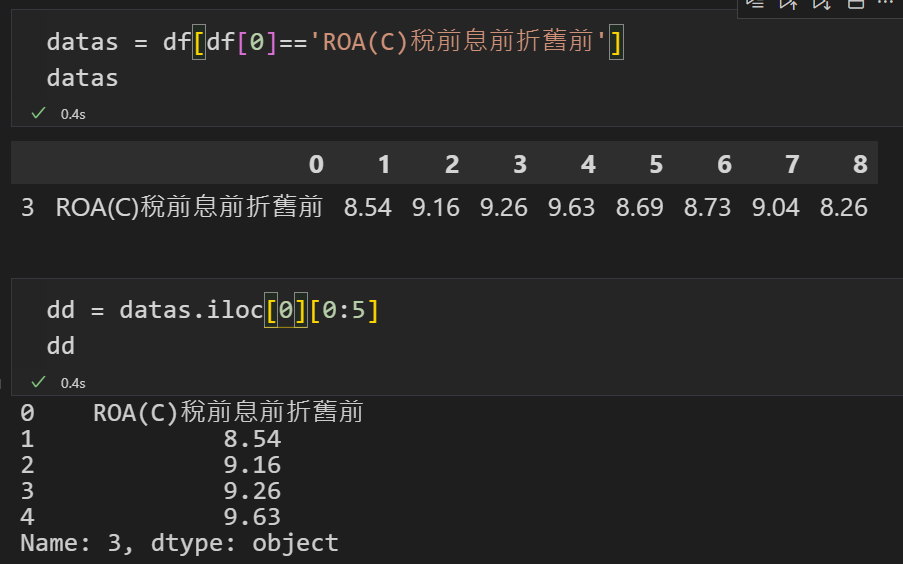 datas = df[df[0]=='ROA(C)稅前息前折舊前']
datas
0.4s
0 1 2 3 4 5 6 7 8
3 ROA(C)稅前息前折舊前 8.54 9.16 9.26 9.63 8.69 8.73 9.04 8.26
dd = datas.iloc[0][0:5]
dd
0.4s
0 ROA(C)稅前息前折舊前
1 8.54
2 9.16
3 9.26
4 9.63
Name: 3, dtype: object